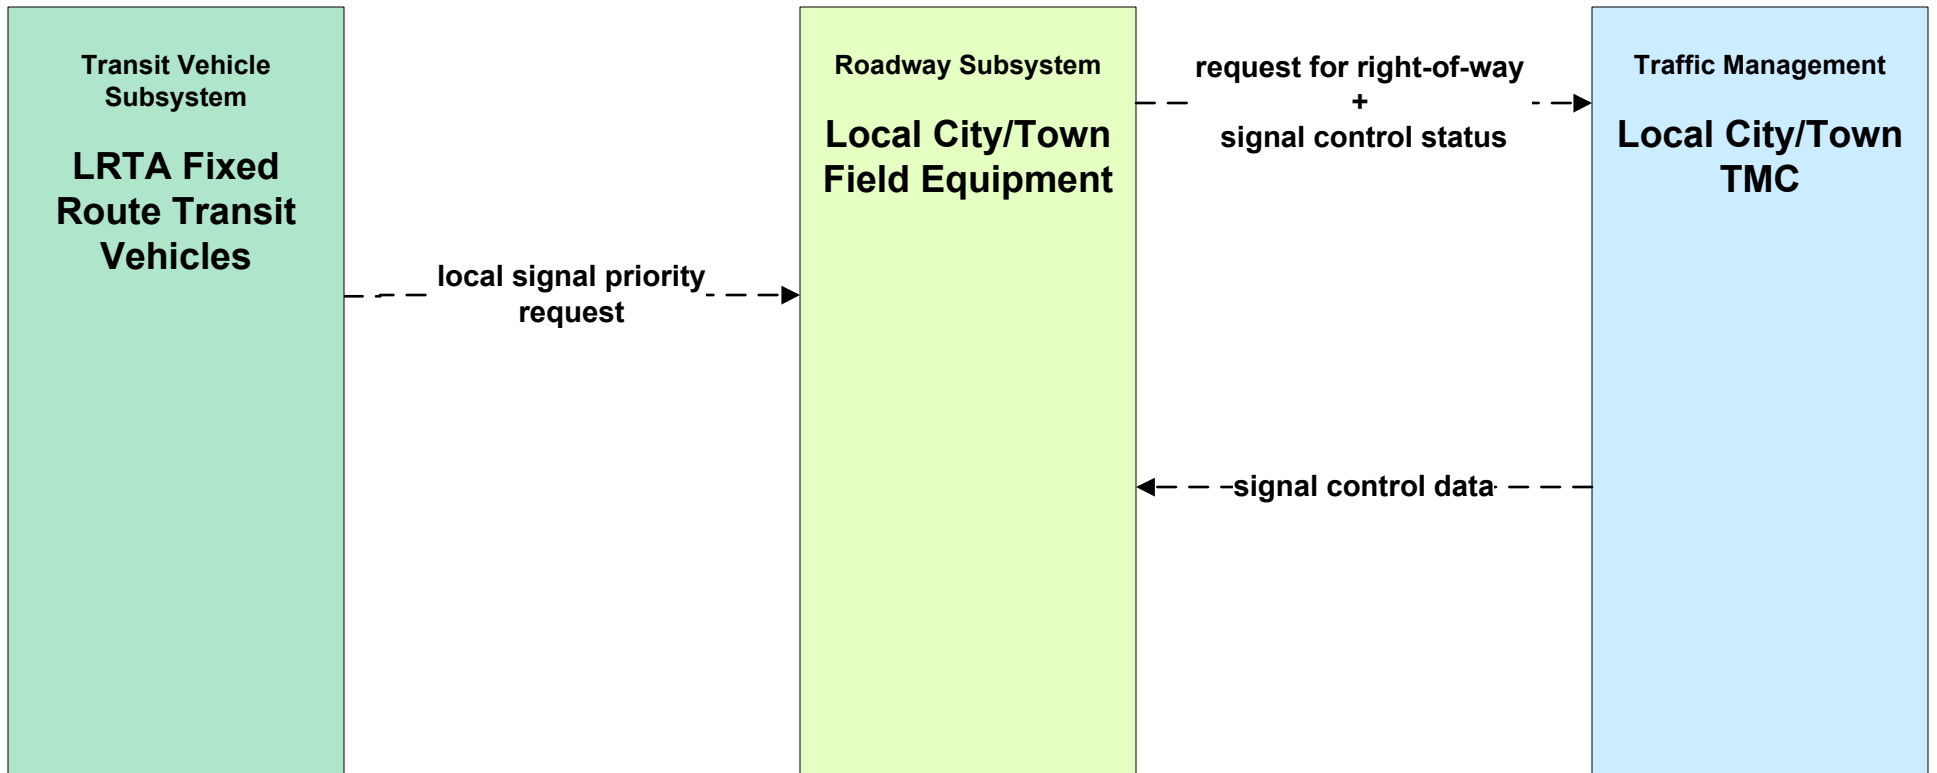 Transit Vehicle
Subsystem
LRTA Fixed
Route Transit
Vehicles
local signal priority
request
Roadway Subsystem
Local City/Town
Field Equipment
request for right-of-way
+
signal control status
signal control data
Traffic Management
Local City/Town
TMC